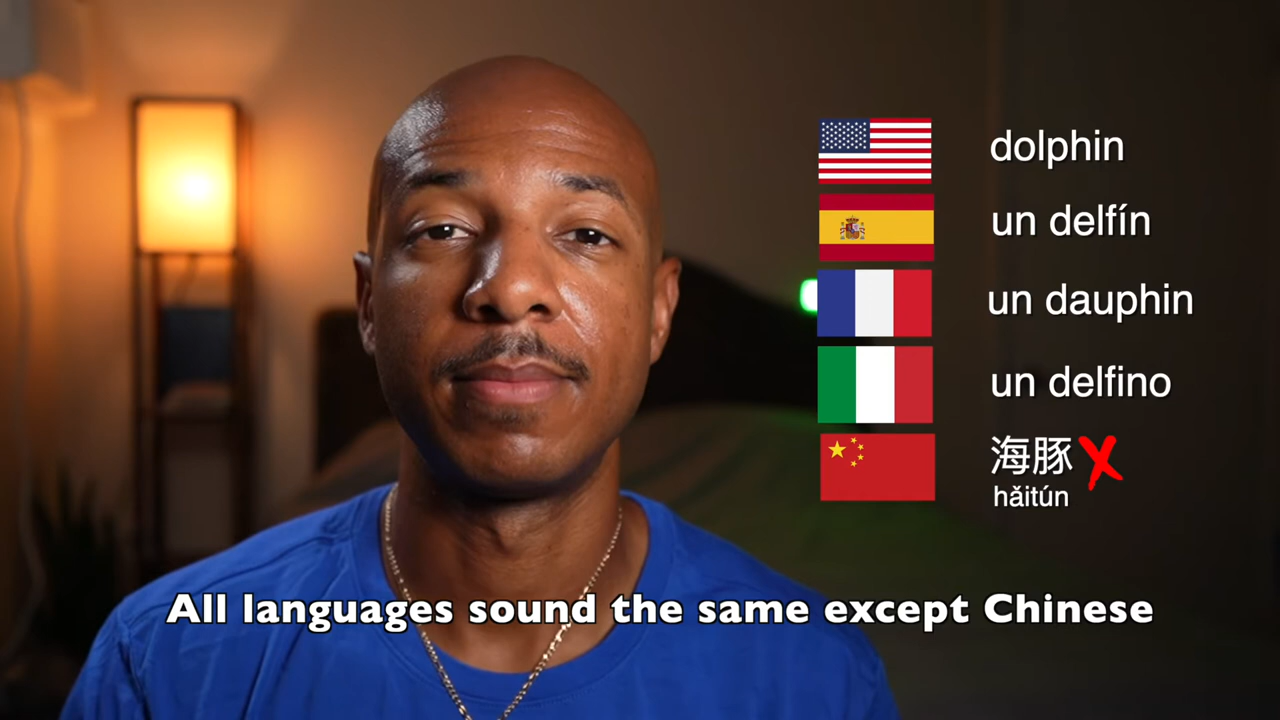 dolphin
un delfín
un dauphin
un delfino
海豚
hǎitún
All languages sound the same except Chinese